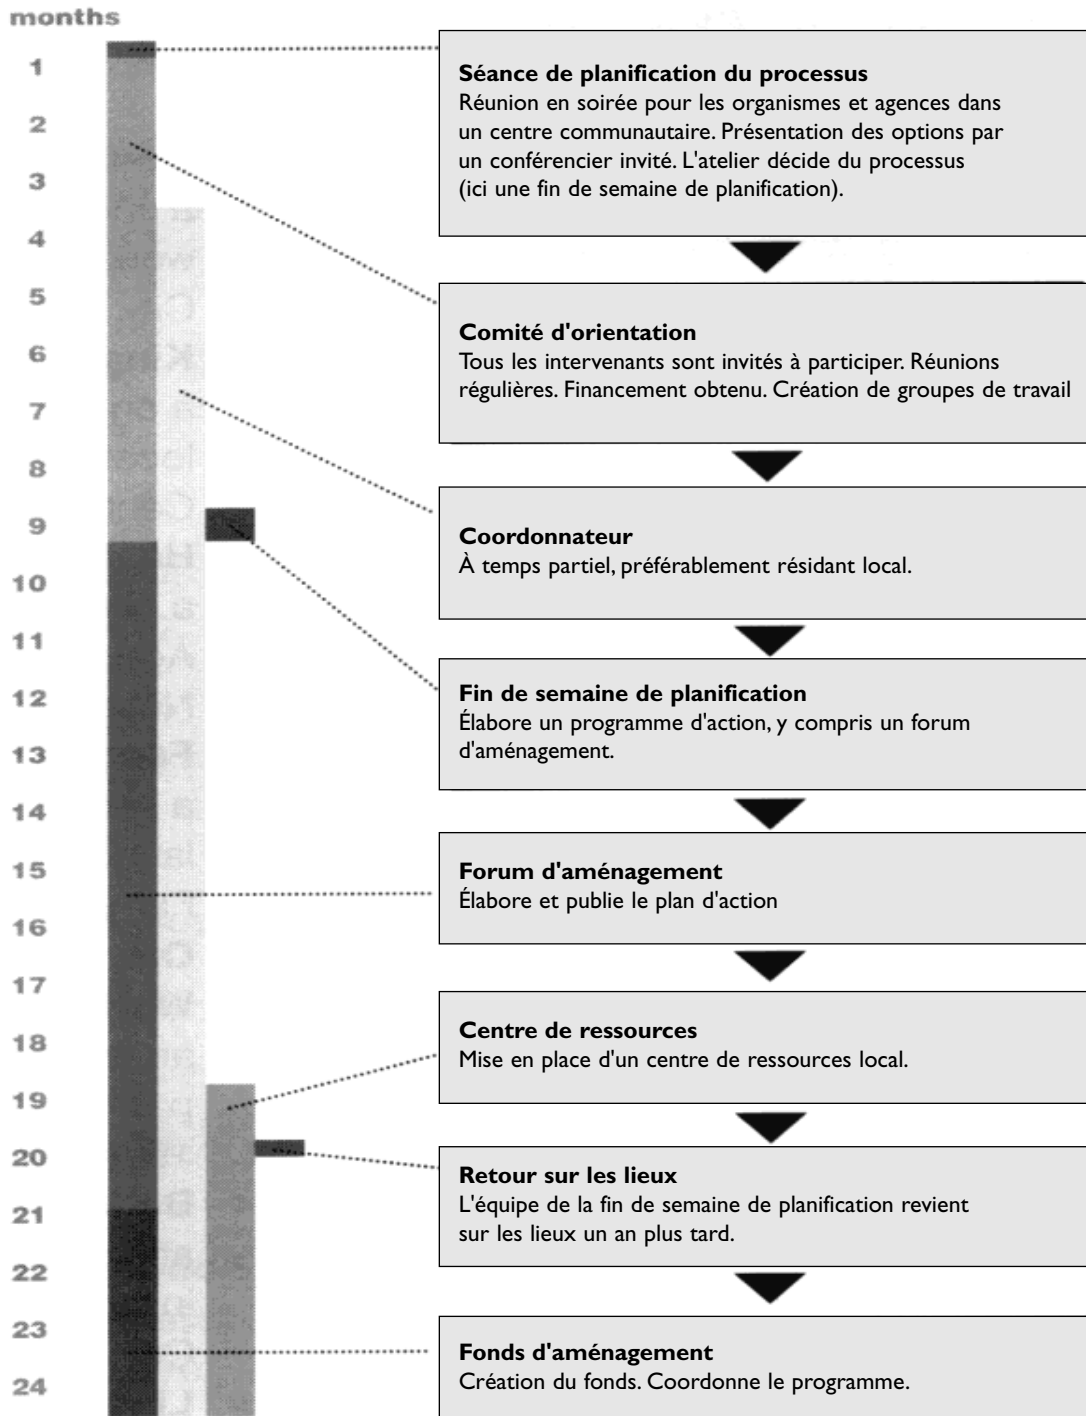 months
1
2
3
4
5
6
7
8
9
10
11
12
13
14
15
16
17
18
19
20
21
22
23
24
Séance de planification du processus
Réunion en soirée pour les organismes et agences dans
un centre communautaire. Présentation des options par
un conférencier invité. L'atelier décide du processus
(ici une fin de semaine de planification).
Comité d'orientation
Tous les intervenants sont invités à participer. Réunions
régulières. Financement obtenu. Création de groupes de travail
Coordonnateur
À temps partiel, préférablement résidant local.
Fin de semaine de planification
Élabore un programme d'action, y compris un forum
d'aménagement.
Forum d'aménagement
Élabore et publie le plan d'action
Centre de ressources
Mise en place d'un centre de ressources local.
Retour sur les lieux
L'équipe de la fin de semaine de planification revient
sur les lieux un an plus tard.
Fonds d'aménagement
Création du fonds. Coordonne le programme.